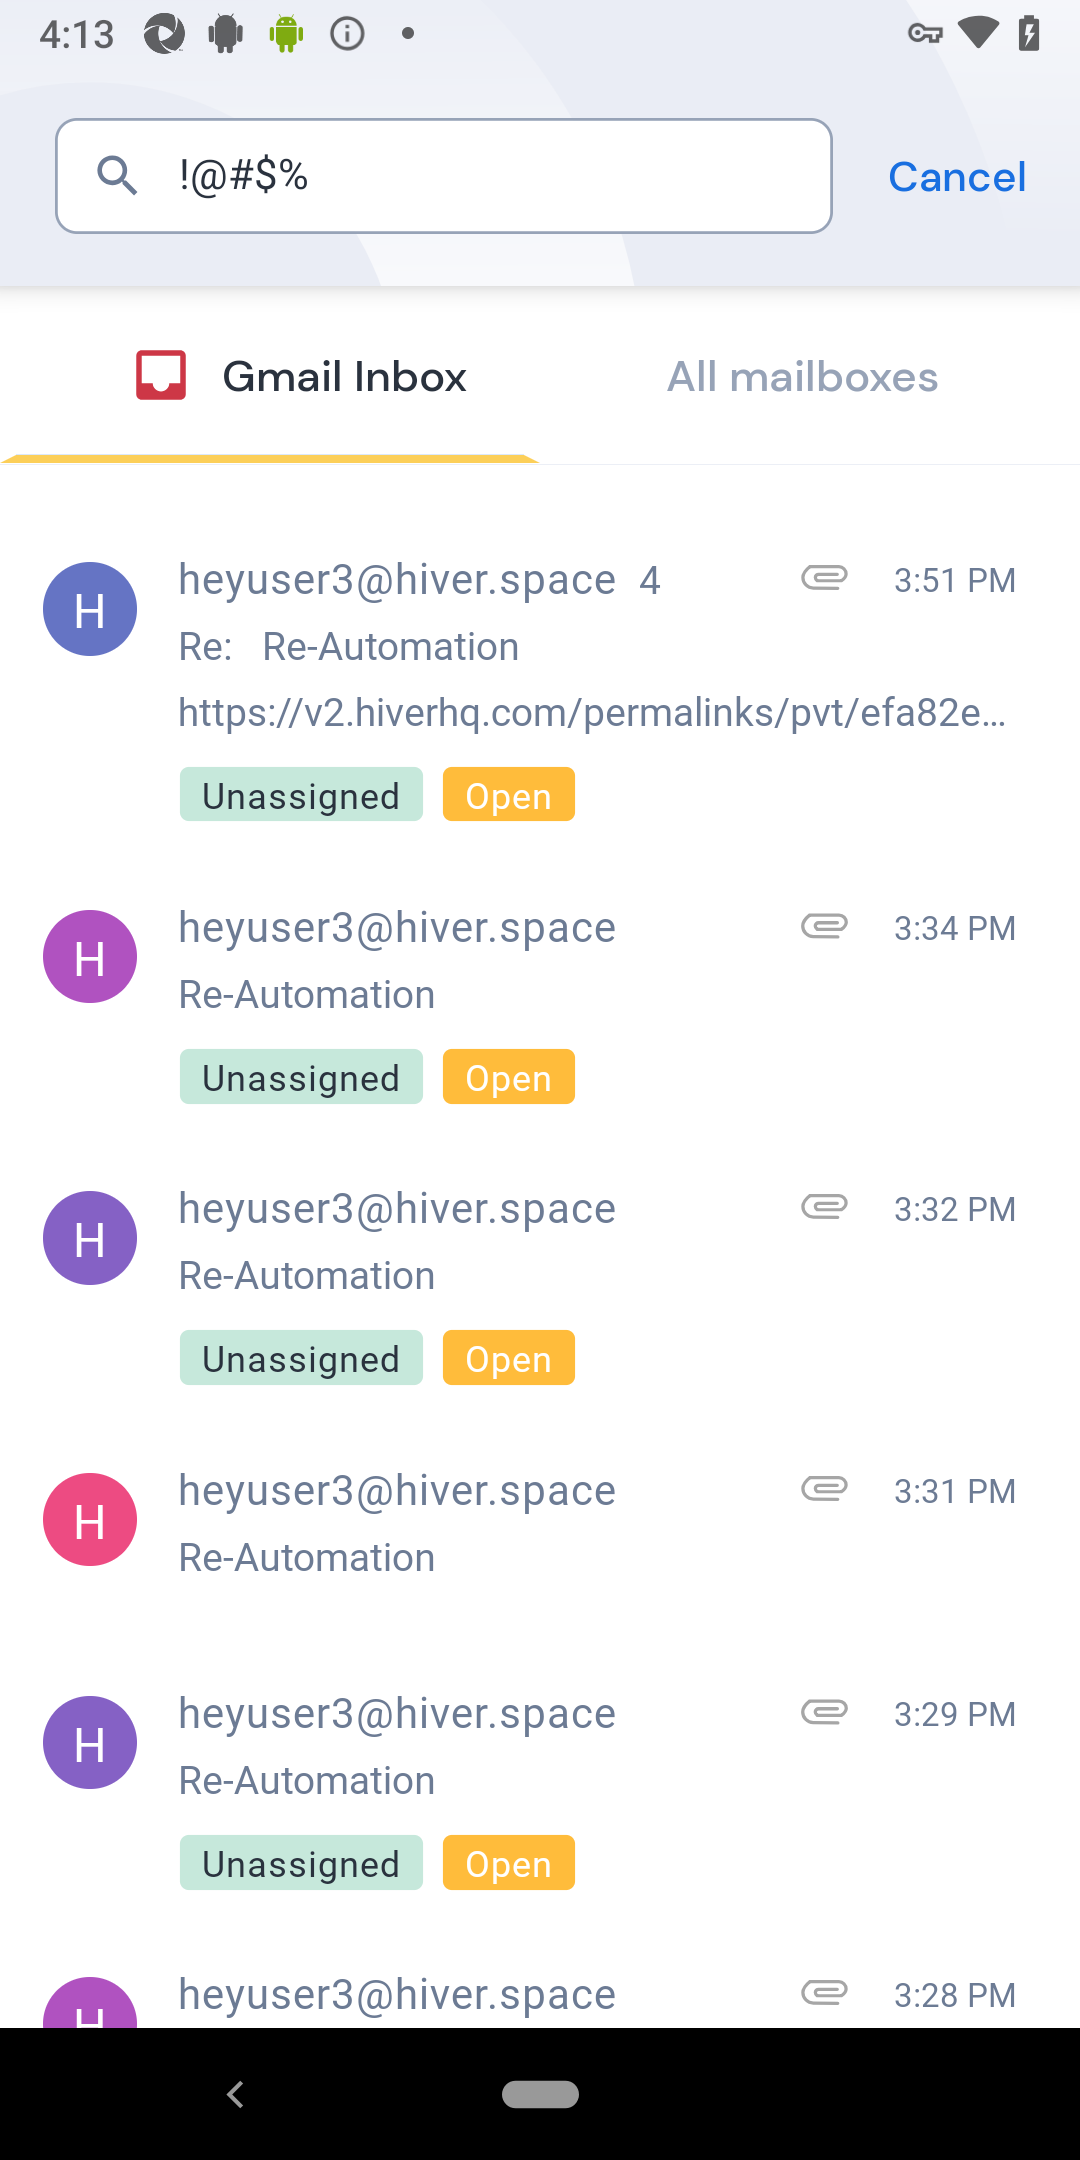 4:13
!@#$%
Cancel
Gmail Inbox
All mailboxes
H
heyuser3@hiver.space 4
3:51 PM
Re: Re-Automation
https://v2.hiverhq.com/permalinks/pvt/efa82e...
Unassigned
Open
H
heyuser3@hiver.space
3:34 PM
Re-Automation
Unassigned
Open
H
heyuser3@hiver.space
3:32 PM
Re-Automation
Unassigned
Open
H
heyuser3@hiver.space
3:31 PM
Re-Automation
H
heyuser3@hiver.space
3:29 PM
Re-Automation
Unassigned
Open
H
heyuser3@hiver.space
3:28 PM